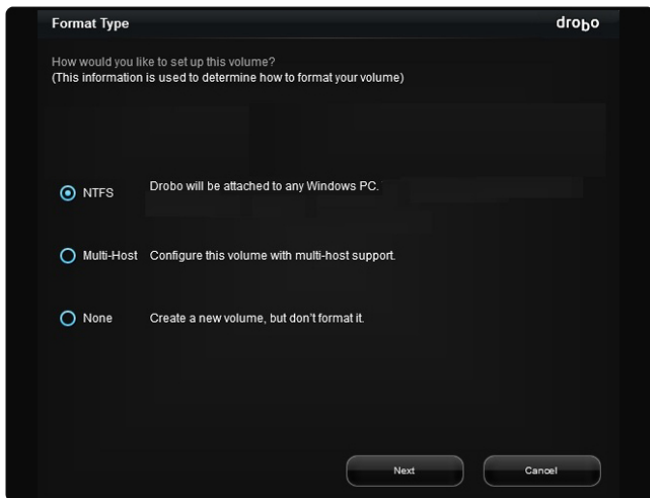 Format Type
drobo
How would you like to set up this volume?
(This information is used to determine how to format your volume)
NTFS Drobo will be attached to any Windows PC.
Multi-Host Configure this volume with multi-host support.
None Create a new volume, but don't format it.
Next Cancel